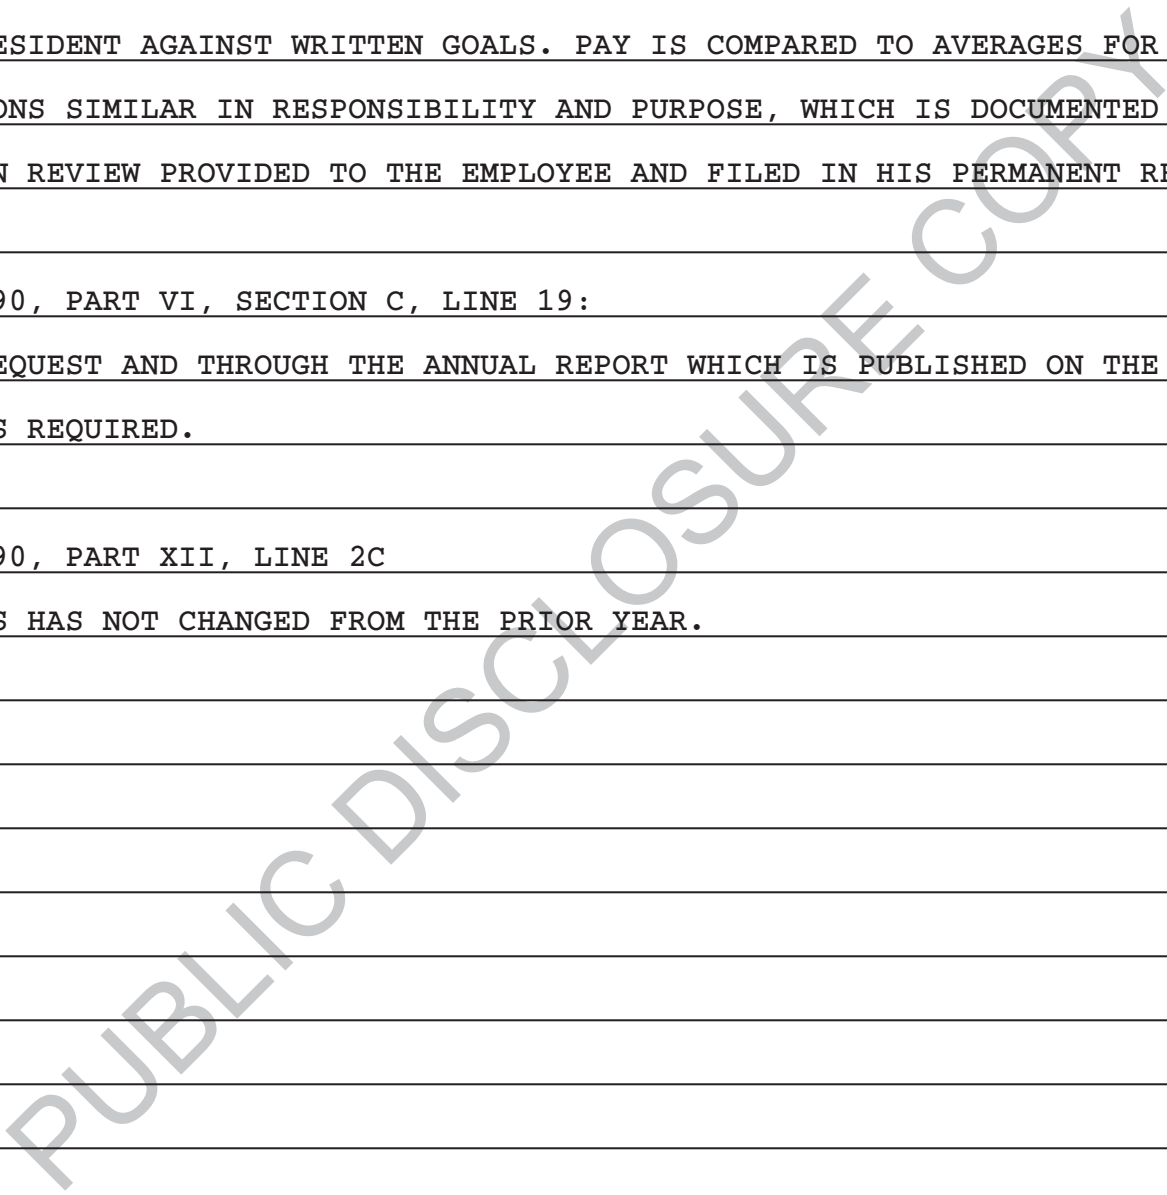 ESIDENT AGAINST WRITTEN GOALS. PAY IS COMPARED TO AVERAGES FOR
ONS SIMILAR IN RESPONSIBILITY AND PURPOSE, WHICH IS DOCUMENTED
N REVIEW PROVIDED TO THE EMPLOYEE AND FILED IN HIS PERMANENT RE
90, PART VI, SECTION C, LINE 19:
EQUEST AND THROUGH THE ANNUAL REPORT WHICH IS PUBLISHED ON THE
S REQUIRED.
90, PART XII, LINE 2C
S HAS NOT CHANGED FROM THE PRIOR YEAR.
PUBLIC DISCLOSURE COPY